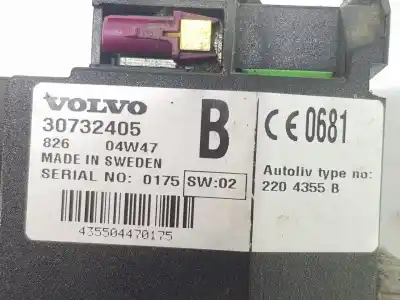 VOLVO
30732405
826 04W47
MADE IN SWEDEN
SERIAL NO: 0175 SW:02
435504470175
B
CE 0681
Autoliv type no:
220 4355 B